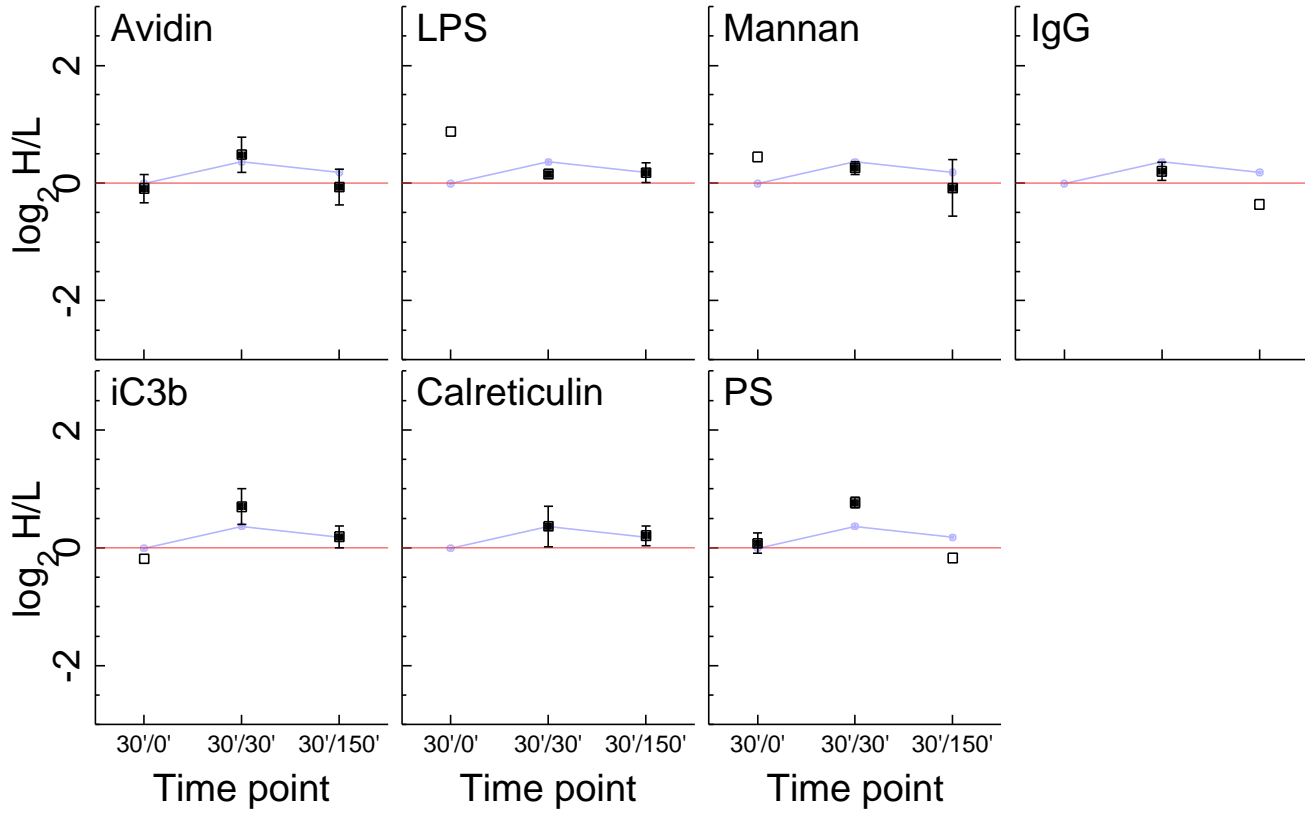 Avidin
LPS
Mannan
IgG
2
0
-2
log2 H/L
iC3b
Calreticulin
PS
2
0
-2
log2 H/L
30'/0' 30'/30' 30'/150'
30'/0' 30'/30' 30'/150'
30'/0' 30'/30' 30'/150'
Time point
Time point
Time point